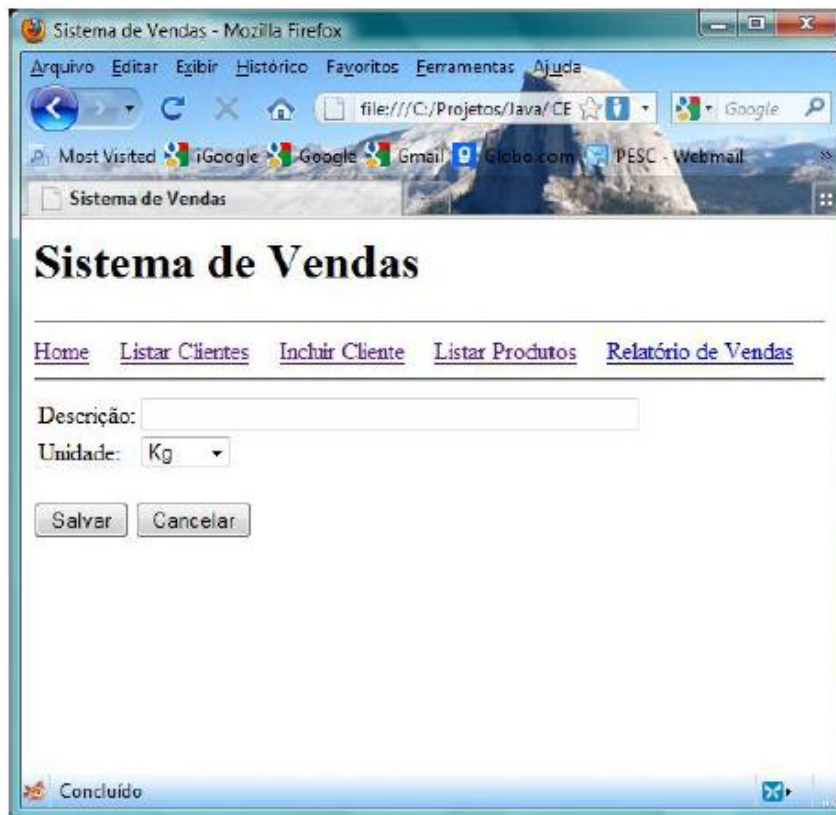 Sistema de Vendas - Mozilla Firefox
Arquivo Editar Exibir Histórico Favoritos Ferramentas Ajuda
file:///C:/Projetos/Java/CE Google
Most Visited iGoogle Google Gmail Globo.com PESC - Webmail
Sistema de Vendas
Sistema de Vendas
Home Listar Clientes Incluir Cliente Listar Produtos Relatório de Vendas
Descrição:
Unidade: Kg
Salvar Cancelar
Concluído